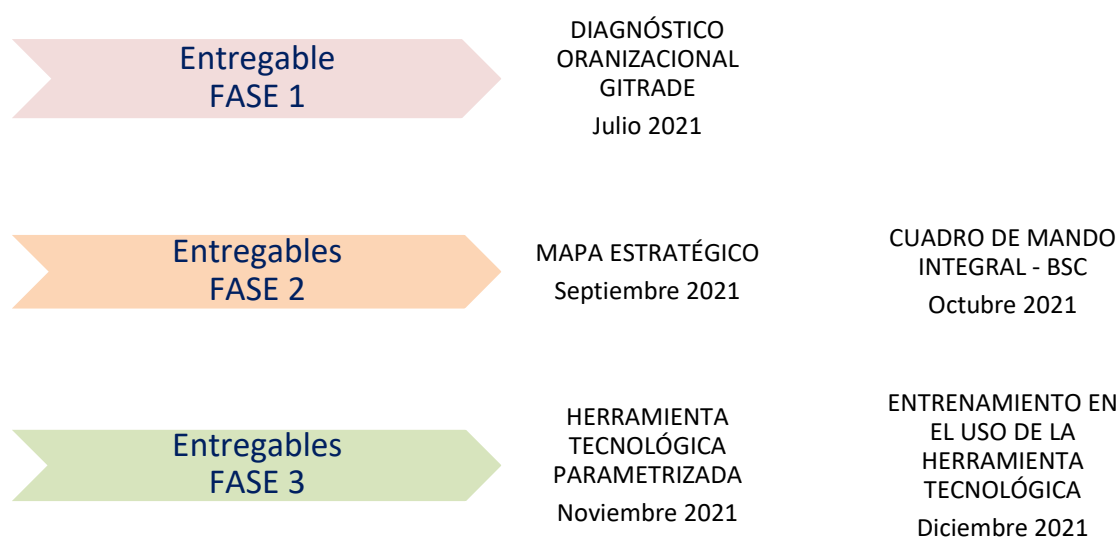 Entregable
FASE 1
DIAGNÓSTICO
ORANIZACIONAL
GITRADE
Julio 2021
Entregables
FASE 2
MAPA ESTRATÉGICO
Septiembre 2021
CUADRO DE MANDO
INTEGRAL - BSC
Octubre 2021
Entregables
FASE 3
HERRAMIENTA
TECNOLÓGICA
PARAMETRIZADA
Noviembre 2021
ENTRENAMIENTO EN
EL USO DE LA
HERRAMIENTA
TECNOLÓGICA
Diciembre 2021